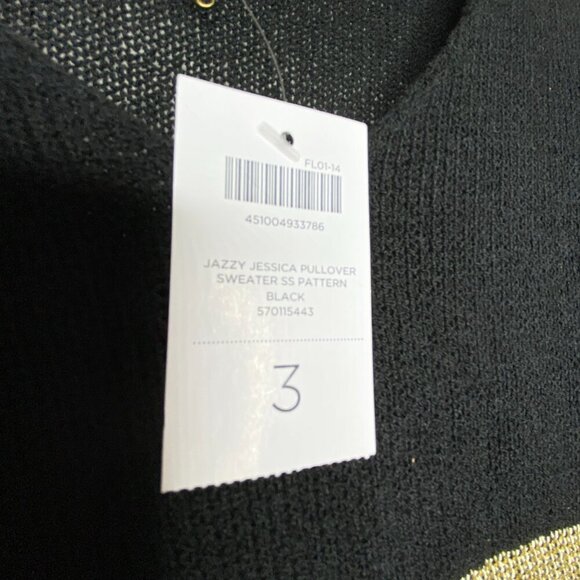 FL01-14
451004933786
JAZZY JESSICA PULLOVER
SWEATER SS PATTERN
BLACK
570115443
3